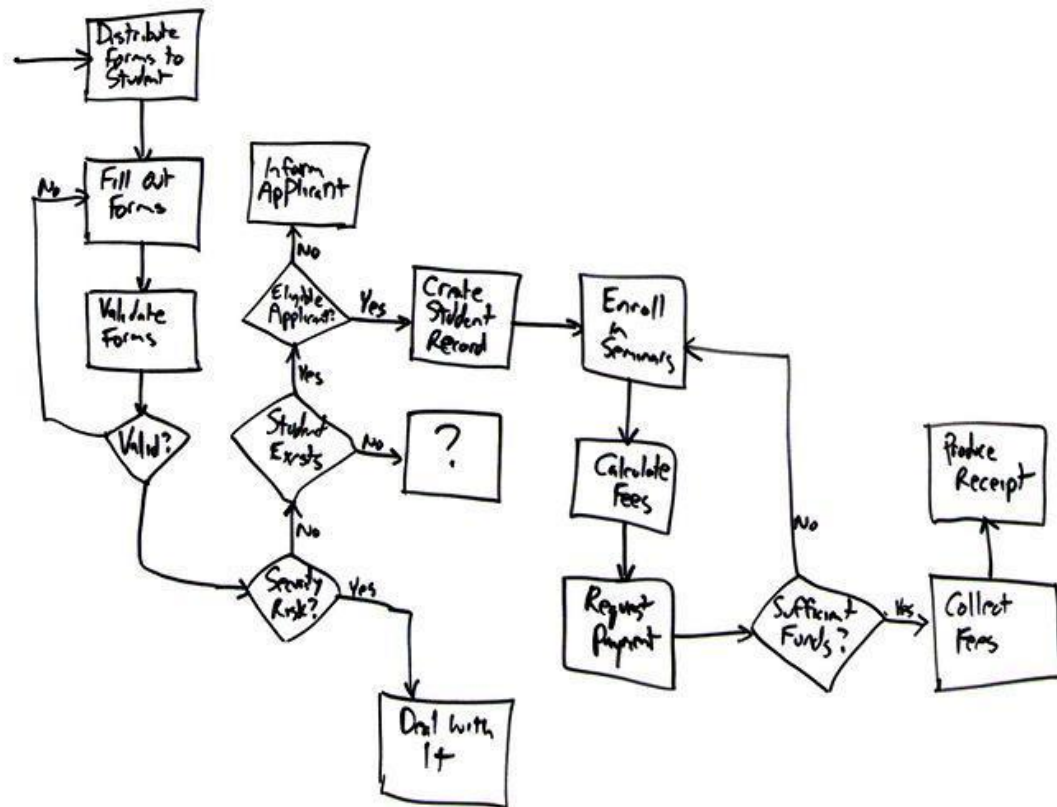 Distribute
Forms to
Student
No
Fill out
Forms
Validate
Forms
Valid?
Inform
Applicant
No
Eligible
Applicant?
Yes
Create
Student
Record
Yes
Student
Exists
No
?
No
Security
Risk?
Yes
Deal with
It
Enroll
in
Seminars
Calculate
Fees
Request
Payment
No
Sufficient
Funds?
Yes
Collect
Fees
Produce
Receipt